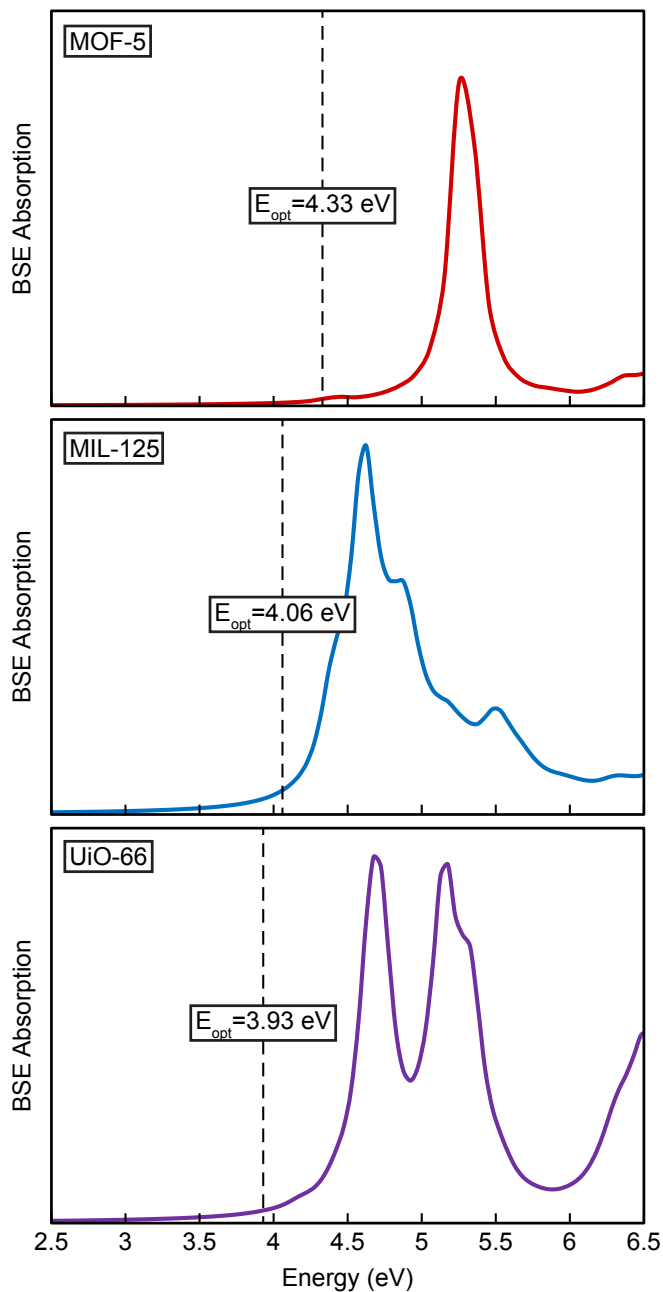 MOF-5
E_opt=4.33 eV
BSE Absorption
MIL-125
E_opt=4.06 eV
BSE Absorption
UiO-66
E_opt=3.93 eV
BSE Absorption
2.5 3 3.5 4 4.5 5 5.5 6 6.5
Energy (eV)